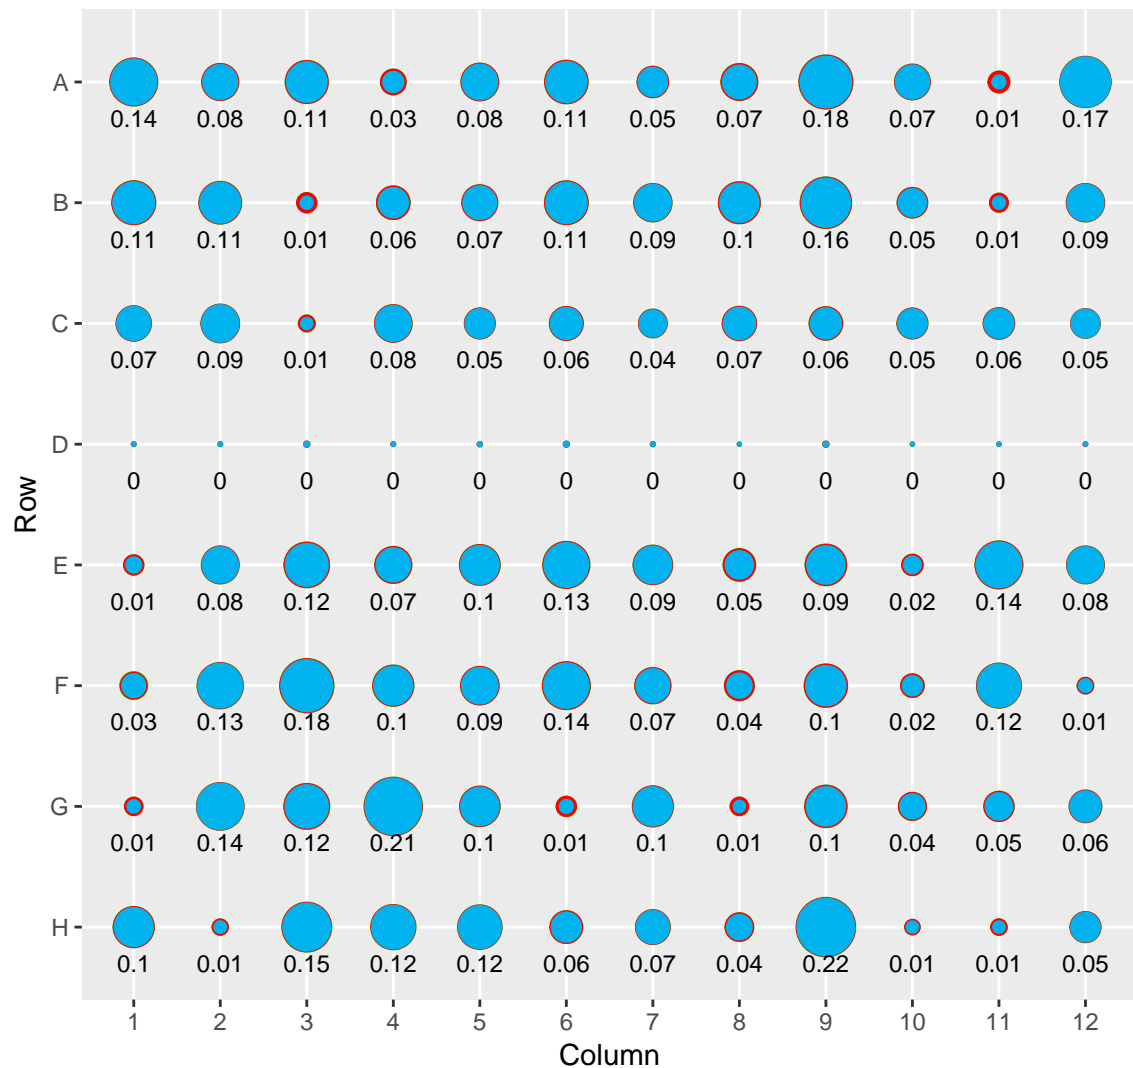 A
0.14 0.08 0.11 0.03 0.08 0.11 0.05 0.07 0.18 0.07 0.01 0.17
B
0.11 0.11 0.01 0.06 0.07 0.11 0.09 0.1 0.16 0.05 0.01 0.09
C
0.07 0.09 0.01 0.08 0.05 0.06 0.04 0.07 0.06 0.05 0.06 0.05
D
0 0 0 0 0 0 0 0 0 0 0 0
Row
E
0.01 0.08 0.12 0.07 0.1 0.13 0.09 0.05 0.09 0.02 0.14 0.08
F
0.03 0.13 0.18 0.1 0.09 0.14 0.07 0.04 0.1 0.02 0.12 0.01
G
0.01 0.14 0.12 0.21 0.1 0.01 0.1 0.01 0.1 0.04 0.05 0.06
H
0.1 0.01 0.15 0.12 0.12 0.06 0.07 0.04 0.22 0.01 0.01 0.05
1 2 3 4 5 6 7 8 9 10 11 12
Column